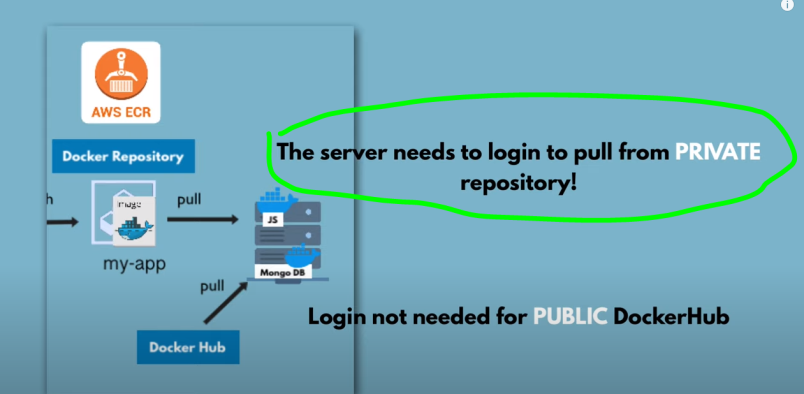 i
AWS ECR
Docker Repository
The server needs to login to pull from PRIVATE
repository!
h
image
pull
JS
my-app
Mongo DB
pull
Login not needed for PUBLIC DockerHub
Docker Hub